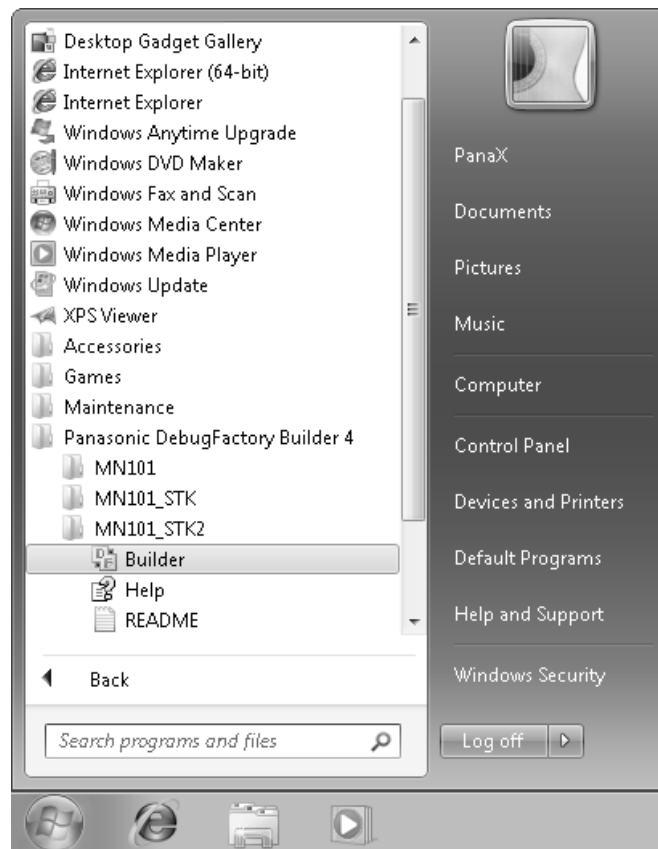 Desktop Gadget Gallery
Internet Explorer (64-bit)
Internet Explorer
Windows Anytime Upgrade
Windows DVD Maker
Windows Fax and Scan
Windows Media Center
Windows Media Player
Windows Update
XPS Viewer
Accessories
Games
Maintenance
Panasonic DebugFactory Builder 4
MN101
MN101_STK
MN101_STK2
Builder
Help
README
Back
Search programs and files
PanaX
Documents
Pictures
Music
Computer
Control Panel
Devices and Printers
Default Programs
Help and Support
Windows Security
Log off